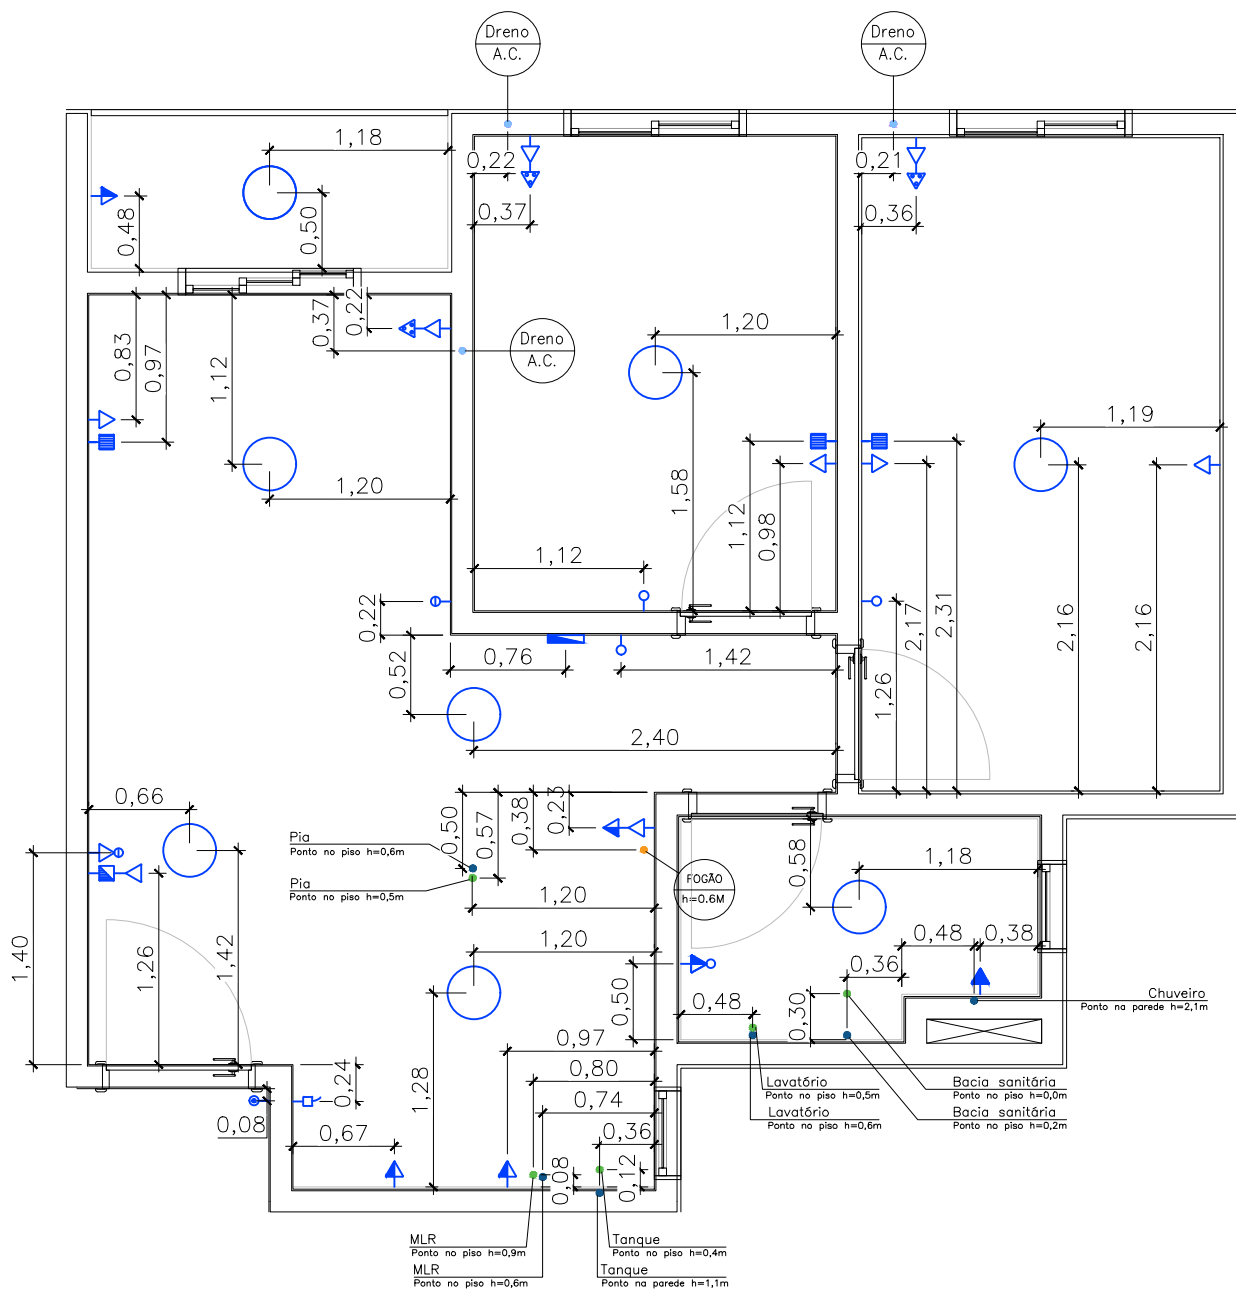 Dreno
A.C.
Dreno
A.C.
1,18
0,22
0,21
0,37
0,36
0,48
0,50
0,22
0,37
Dreno
A.C.
1,20
0,83
0,97
1,12
1,19
1,20
1,58
1,12
0,98
1,12
0,22
0,52
0,76
1,42
2,17
2,31
2,16
2,16
1,26
2,40
0,66
0,50
0,57
0,38
0,23
Pia
Ponto no piso h=0,6m
Pia
Ponto no piso h=0,5m
FOGÃO
h=0.6M
0,58
1,18
1,20
1,20
0,48
0,38
0,36
1,40
1,26
1,42
0,50
0,48
0,30
Chuveiro
Ponto na parede h=2,1m
0,97
0,80
0,74
0,36
1,28
0,24
0,08
0,67
0,08
0,12
Lavatório
Ponto no piso h=0,5m
Lavatório
Ponto no piso h=0,6m
Bacia sanitária
Ponto no piso h=0,0m
Bacia sanitária
Ponto no piso h=0,2m
MLR
Ponto no piso h=0,9m
MLR
Ponto no piso h=0,6m
Tanque
Ponto no piso h=0,4m
Tanque
Ponto na parede h=1,1m